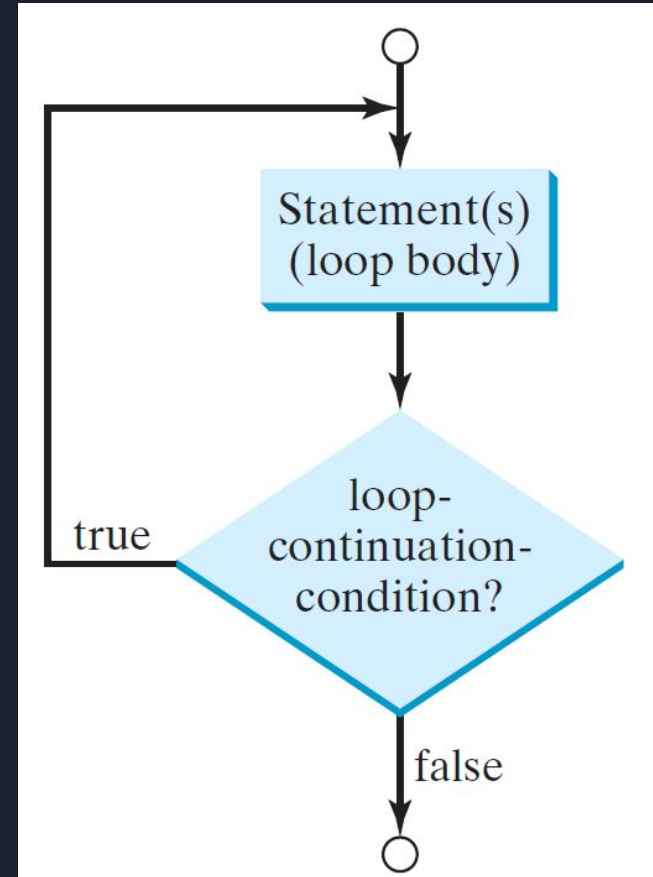 Statement(s)
(loop body)
loop-
continuation-
condition?
true
false